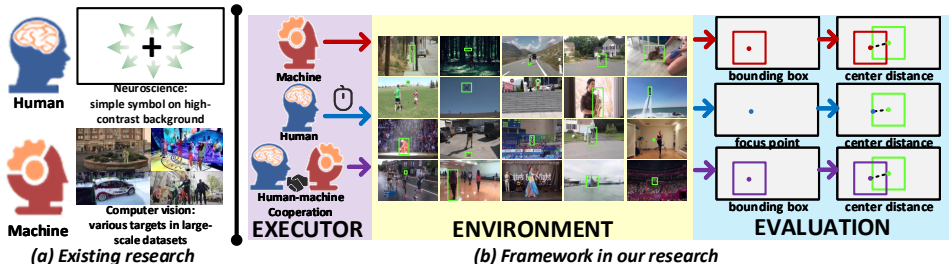 Human
Neuroscience:
simple symbol on high-
contrast background
Machine
Computer vision:
various targets in large-
scale datasets
(a) Existing research
Machine
Human
Human-machine
Cooperation
EXECUTOR
ENVIRONMENT
bounding box
center distance
focus point
center distance
bounding box
center distance
EVALUATION
(b) Framework in our research